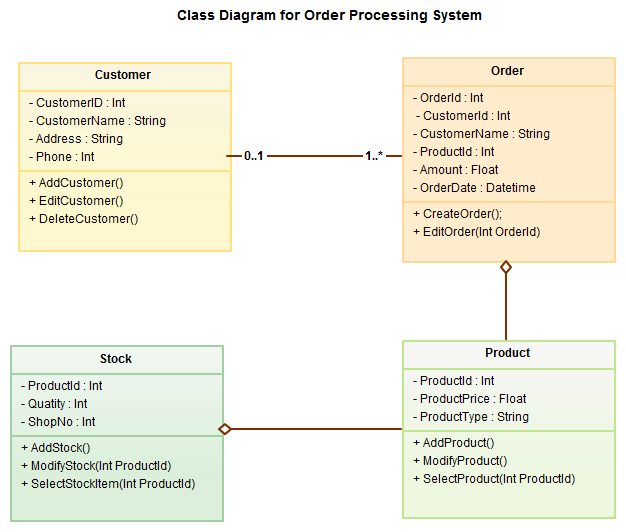 Class Diagram for Order Processing System
Customer
- CustomerID : Int
- CustomerName : String
- Address : String
- Phone : Int
+ AddCustomer()
+ EditCustomer()
+ DeleteCustomer()
0..1
1..*
Order
- OrderId : Int
- CustomerId : Int
- CustomerName : String
- ProductId : Int
- Amount : Float
- OrderDate : Datetime
+ CreateOrder();
+ EditOrder(Int OrderId)
Stock
- ProductId : Int
- Quatity : Int
- ShopNo : Int
+ AddStock()
+ ModifyStock(Int ProductId)
+ SelectStockItem(Int ProductId)
Product
- ProductId : Int
- ProductPrice : Float
- ProductType : String
+ AddProduct()
+ ModifyProduct()
+ SelectProduct(Int ProductId)